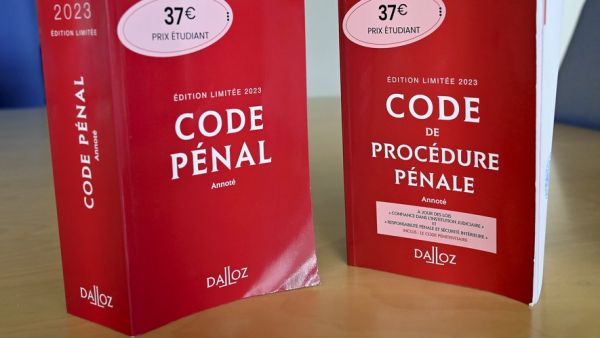 2023
ÉDITION LIMITÉE
CODE PÉNAL
Annoté
DALLOZ
37€
PRIX ÉTUDIANT
ÉDITION LIMITÉE 2023
CODE
PÉNAL
Annoté
DALLOZ
37€
PRIX ÉTUDIANT
ÉDITION LIMITÉE 2023
CODE
DE
PROCÉDURE
PÉNALE
Annoté
À JOUR DES LOIS
« CONFIANCE DANS L'INSTITUTION JUDICIAIRE »
ET
« RESPONSABILITÉ PÉNALE ET SÉCURITÉ INTÉRIEURE »
INCLUS : LE CODE PÉNITENTIAIRE
DALLOZ